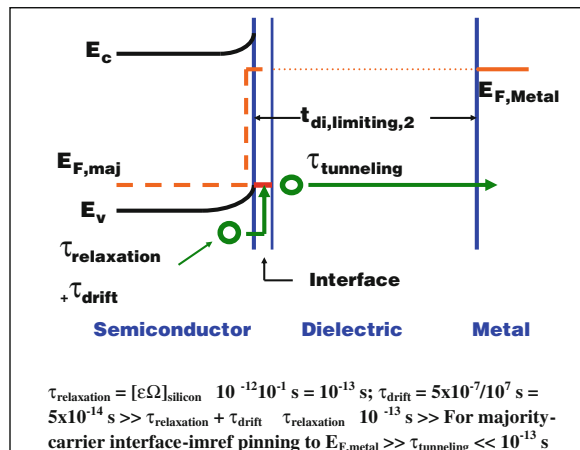 E_c
E_F,Metal
t_di,limiting,2
E_F,maj
τ_tunneling
E_v
τ_relaxation
+ τ_drift
Interface
Semiconductor Dielectric Metal
τ_relaxation = [εΩ]_silicon 10 ^-12 10^-1 s = 10^-13 s; τ_drift = 5x10^-7/10^7 s =
5x10^-14 s >> τ_relaxation + τ_drift τ_relaxation 10 ^-13 s >> For majority-
carrier interface-imref pinning to E_F,metal >> τ_tunneling << 10^-13 s